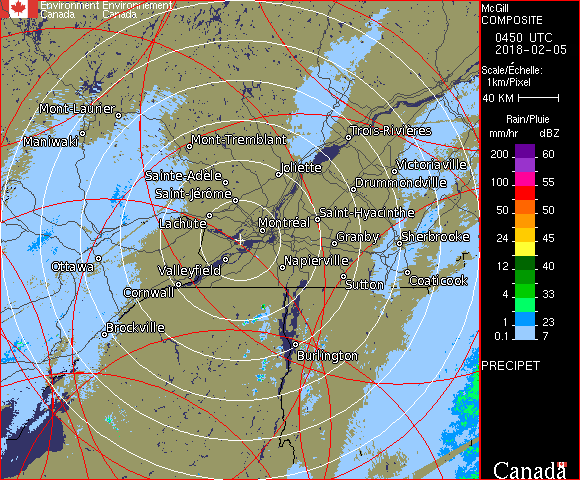 Environment Environnement
Canada Canada
McGill
COMPOSITE
0450 UTC
2018-02-05
Scale/Échelle:
1km/Pixel
40 KM
Rain/Pluie
mm/hr dBZ
200 60
150 57
100 55
50 50
24 45
12 40
4 33
1 23
0.1 7
PRECIPET
Canada
Mont-Laurier
Maniwaki
Mont-Tremblant
Trois-Rivières
Sainte-Adèle
Joliette
Victoriaville
Saint-Jérôme
Drummondville
Lachute
Montréal
Saint-Hyacinthe
Granby
Sherbrooke
Ottawa
Valleyfield
Napierville
Cornwall
Sutton
Coaticook
Brockville
Burlington